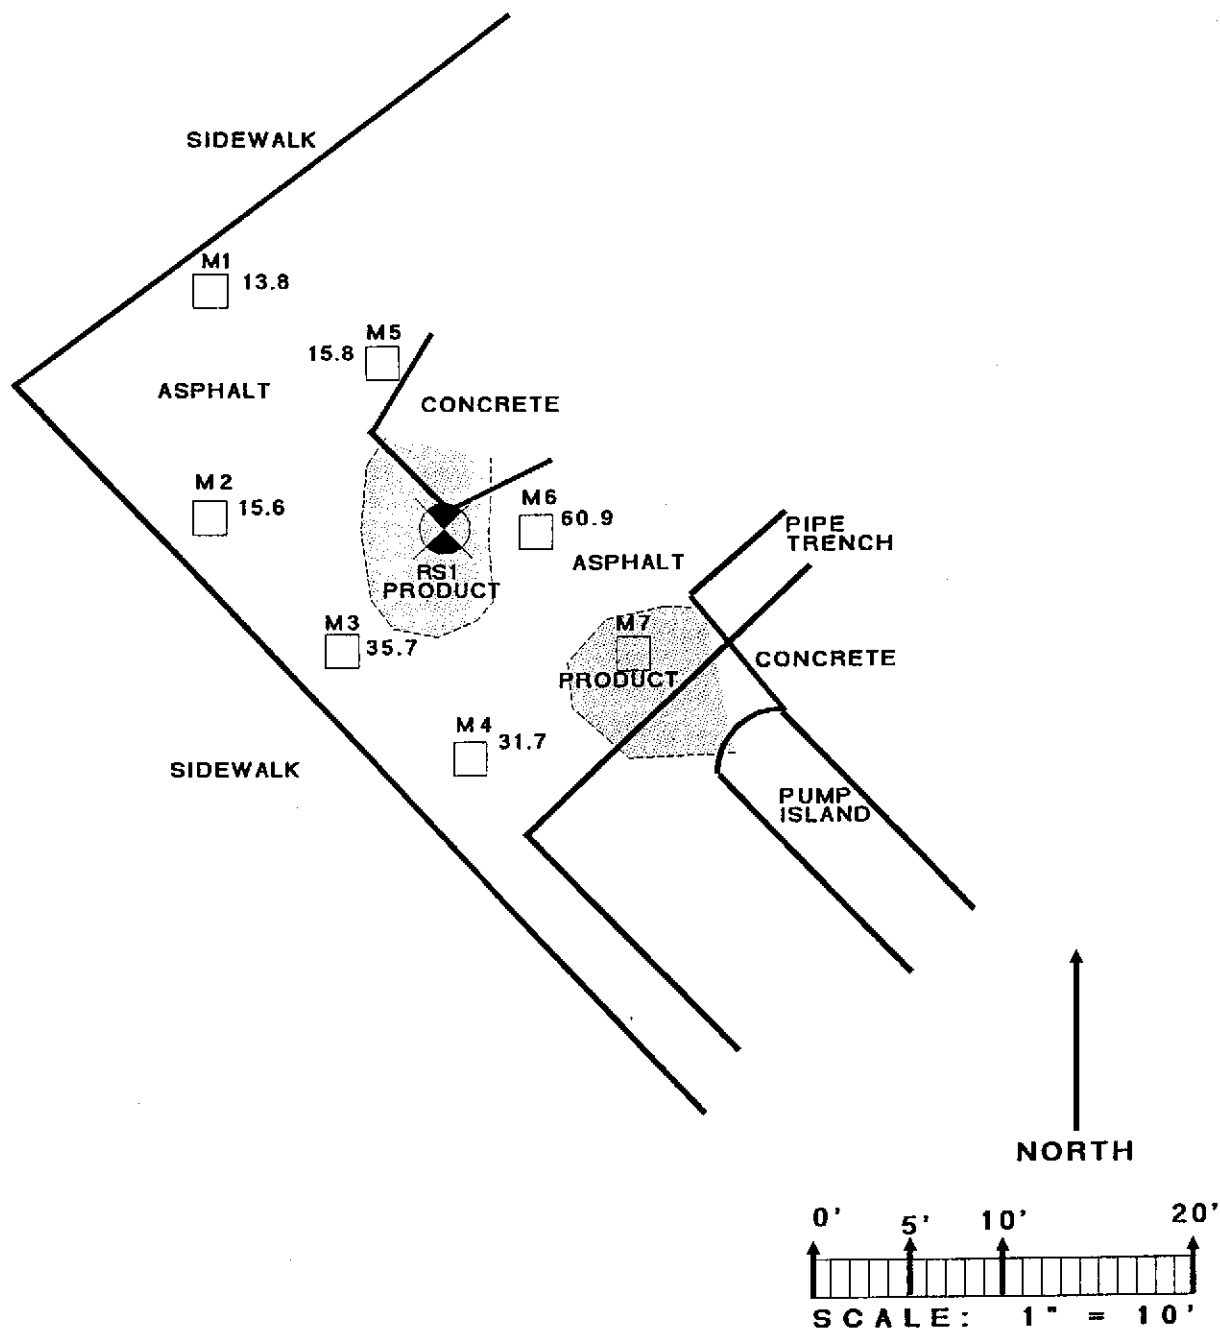 SIDEWALK
M1
13.8
M5
15.8
ASPHALT
CONCRETE
M2
15.6
M6
60.9
PIPE
TRENCH
ASPHALT
RS1
PRODUCT
M3
35.7
M7
PRODUCT
CONCRETE
M4
31.7
SIDEWALK
PUMP
ISLAND
NORTH
0' 5' 10' 20'
SCALE: 1" = 10'